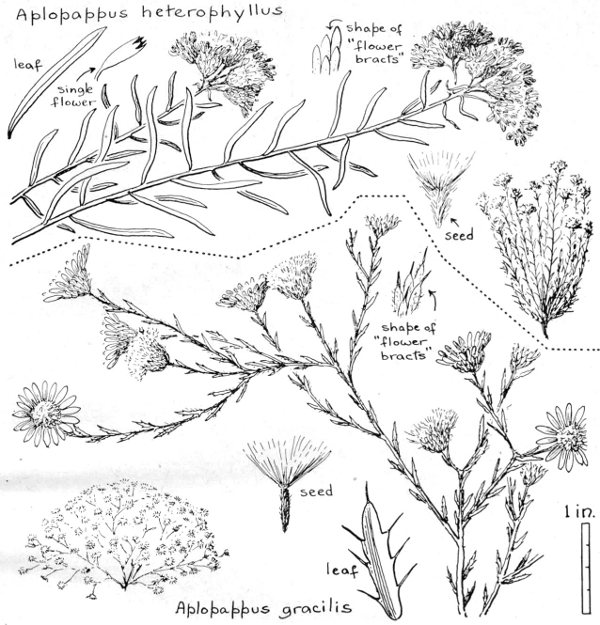 Aplopappus heterophyllus
leaf
single
flower
shape of
"flower
bracts"
seed
shape of
"flower
bracts"
seed
1 in.
leaf
Aplopappus gracilis